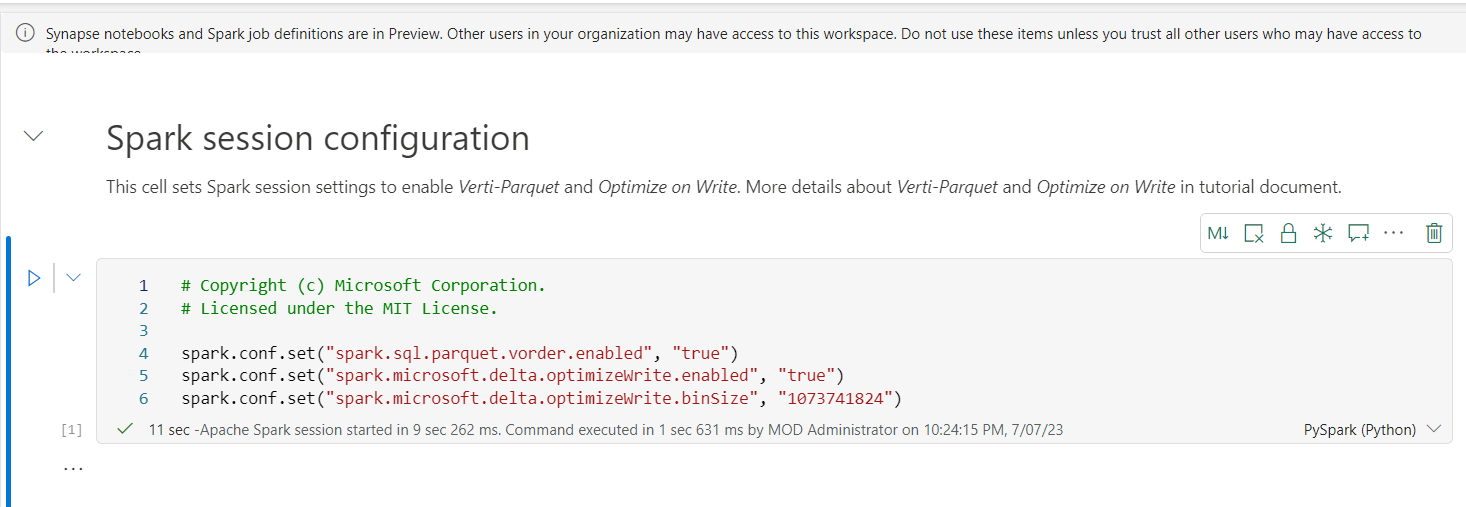 Synapse notebooks and Spark job definitions are in Preview. Other users in your organization may have access to this workspace. Do not use these items unless you trust all other users who may have access to
the workspace.
Spark session configuration
This cell sets Spark session settings to enable Verti-Parquet and Optimize on Write. More details about Verti-Parquet and Optimize on Write in tutorial document.
M↓
1 # Copyright (c) Microsoft Corporation.
2 # Licensed under the MIT License.
3
4 spark.conf.set("spark.sql.parquet.vorder.enabled", "true")
5 spark.conf.set("spark.microsoft.delta.optimizeWrite.enabled", "true")
6 spark.conf.set("spark.microsoft.delta.optimizeWrite.binSize", "1073741824")
[1] 11 sec -Apache Spark session started in 9 sec 262 ms. Command executed in 1 sec 631 ms by MOD Administrator on 10:24:15 PM, 7/07/23 PySpark (Python)